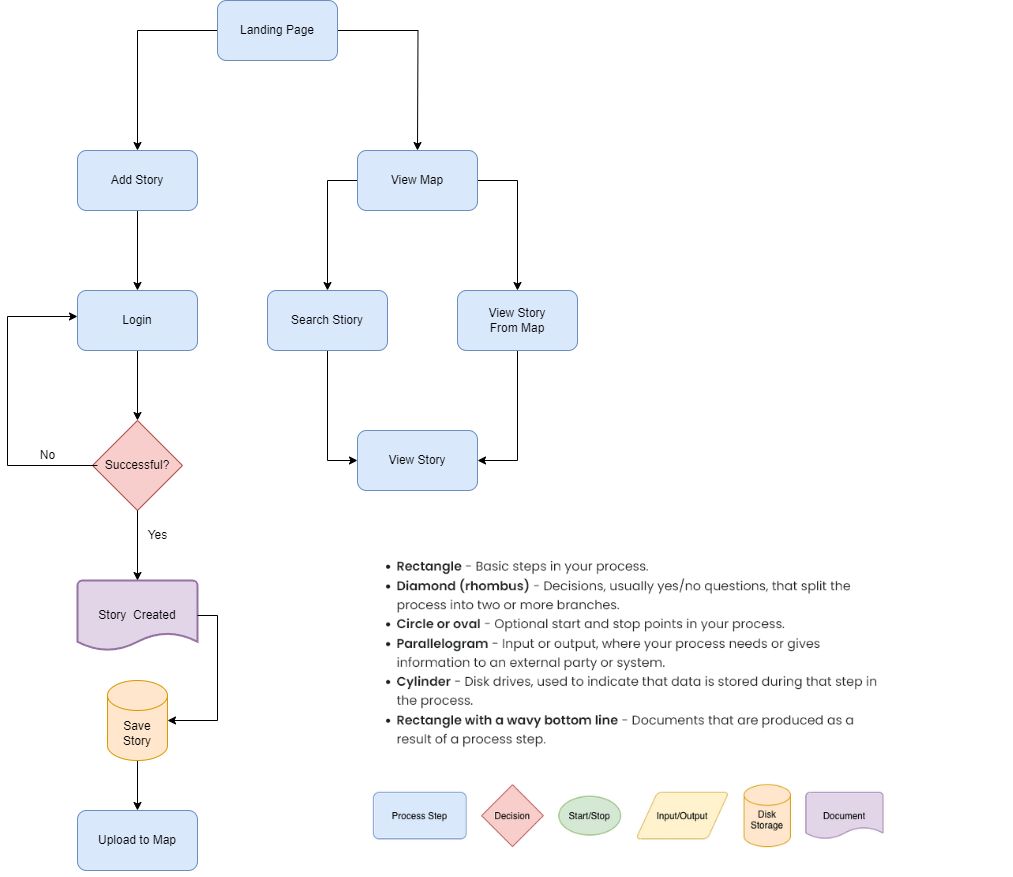 Landing Page
Add Story
View Map
Login
Search Stiory
View Story
From Map
Successful?
No
View Story
Yes
Story  Created
Save
Story
Upload to Map
• Rectangle - Basic steps in your process.
• Diamond (rhombus) - Decisions, usually yes/no questions, that split the
process into two or more branches.
• Circle or oval - Optional start and stop points in your process.
• Parallelogram - Input or output, where your process needs or gives
information to an external party or system.
• Cylinder - Disk drives, used to indicate that data is stored during that step in
the process.
• Rectangle with a wavy bottom line - Documents that are produced as a
result of a process step.
Process Step
Decision
Start/Stop
Input/Output
Disk
Storage
Document